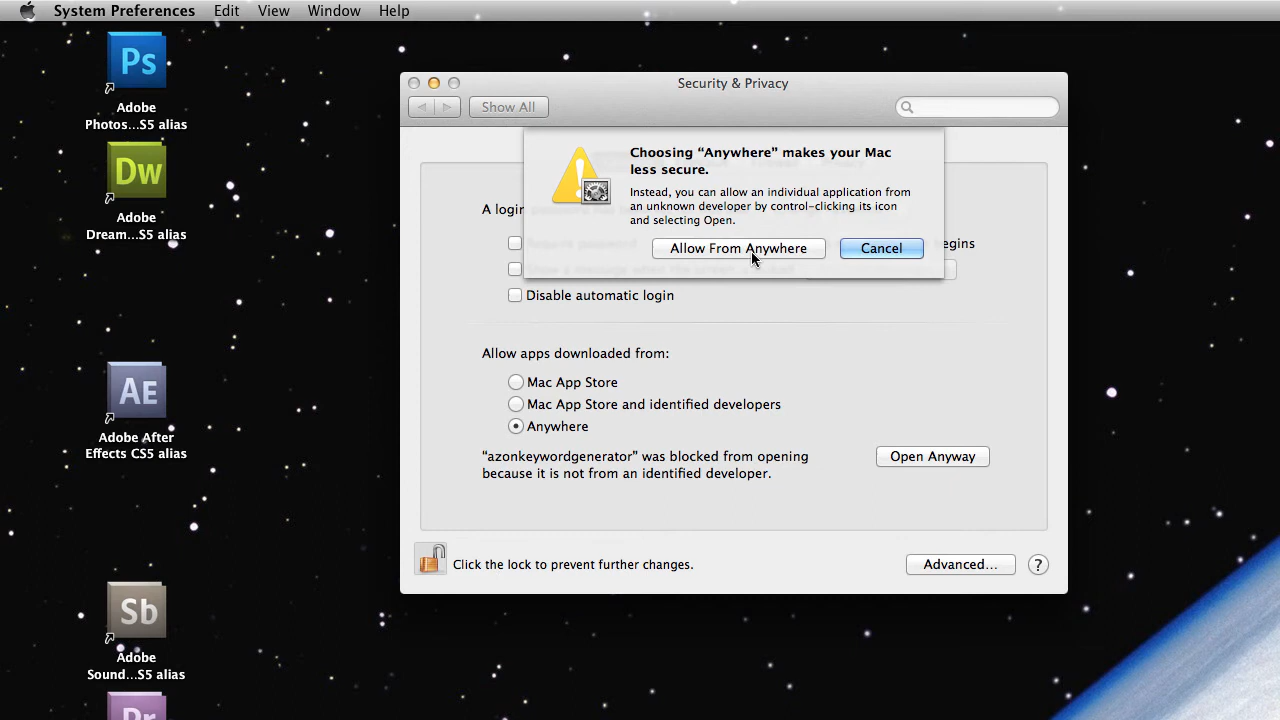 System Preferences Edit View Window Help
Ps
Adobe
Photos...S5 alias
Dw
Adobe
Dream...S5 alias
AE
Adobe After
Effects CS5 alias
Sb
Adobe
Sound...S5 alias
Pr
Security & Privacy
Show All
Choosing “Anywhere” makes your Mac
less secure.
Instead, you can allow an individual application from
an unknown developer by control-clicking its icon
and selecting Open.
Allow From Anywhere Cancel
A login
begins
Disable automatic login
Allow apps downloaded from:
Mac App Store
Mac App Store and identified developers
Anywhere
“azonkeywordgenerator” was blocked from opening
because it is not from an identified developer.
Open Anyway
Click the lock to prevent further changes.
Advanced...
?